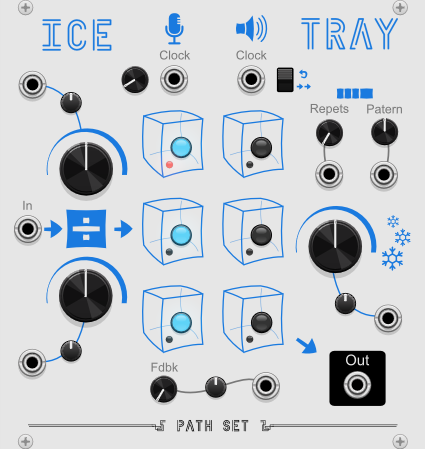 ICE TRAY
Clock Clock
Repets Patern
In
Fdbk
Out
PATH SET